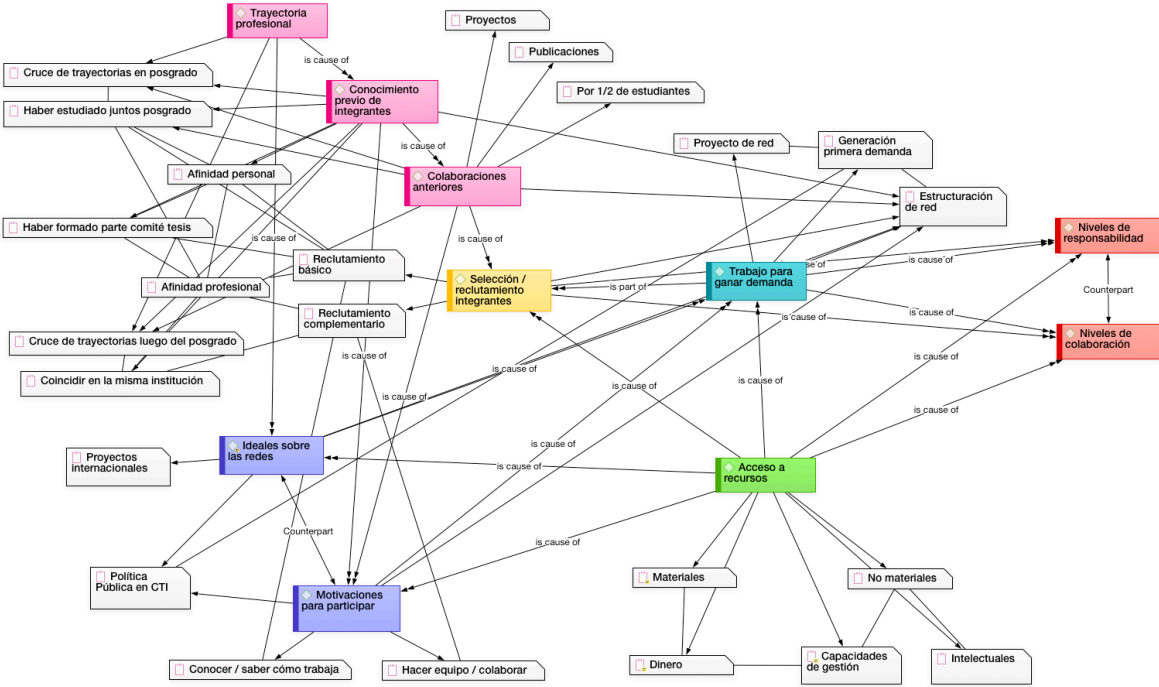 Trayectoria
profesional
Proyectos
Publicaciones
is cause of
Cruce de trayectorias en posgrado
Conocimiento
previo de
integrantes
Por 1/2 de estudiantes
Haber estudiado juntos posgrado
is cause of
Proyecto de red
Generación
primera demanda
Afinidad personal
Colaboraciones
anteriores
Estructuración
de red
Haber formado parte comité tesis
is cause of
is cause of
Niveles de
responsabilidad
Reclutamiento
básico
of
is cause of
Afinidad profesional
Selección /
reclutamiento
integrantes
is part of
Trabajo para
ganar demanda
Counterpart
Reclutamiento
complementario
is cause of
is cause of
Cruce de trayectorias luego del posgrado
Niveles de
colaboración
is cause of
is cause of
Coincidir en la misma institución
is cause of
is cause of
is cause of
is cause of
is cause of
Ideales sobre
las redes
is cause of
Proyectos
internacionales
is cause of
Acceso a
recursos
Counterpart
is cause of
Política
Pública en CTI
Materiales
No materiales
Motivaciones
para participar
Conocer / saber cómo trabaja
Hacer equipo / colaborar
Dinero
Capacidades
de gestión
Intelectuales